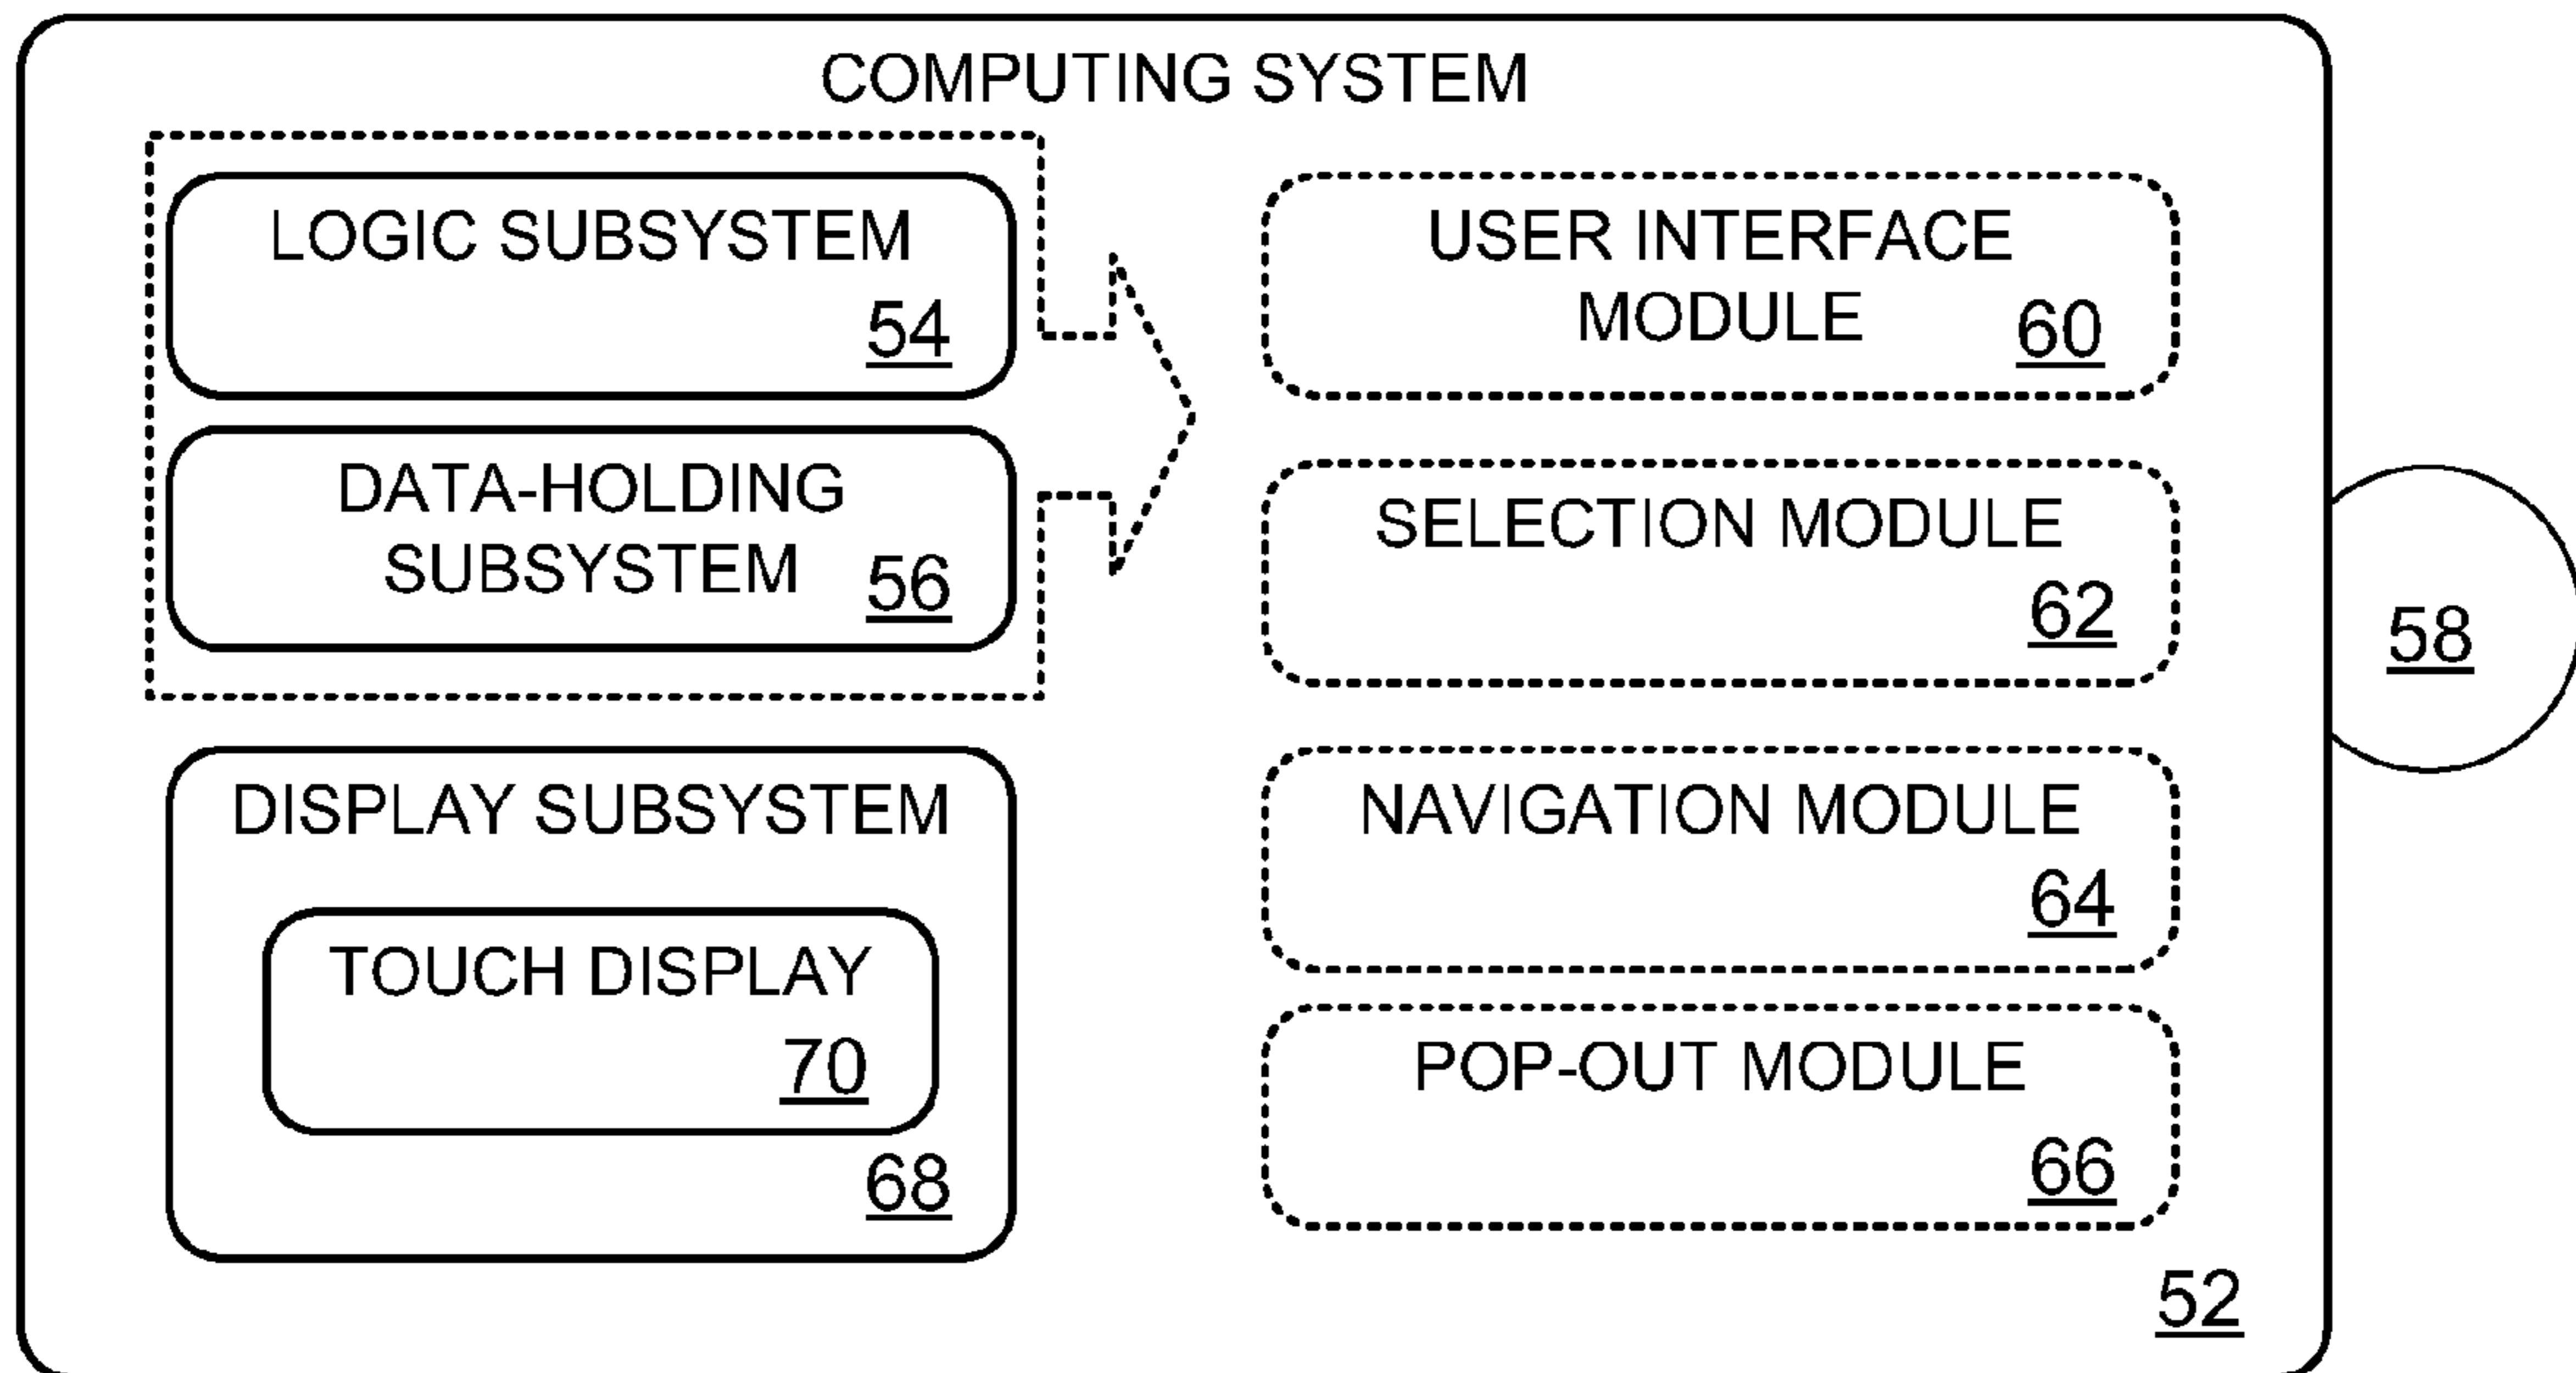 COMPUTING SYSTEM
LOGIC SUBSYSTEM
54
DATA-HOLDING
SUBSYSTEM
56
DISPLAY SUBSYSTEM
TOUCH DISPLAY
70
68
USER INTERFACE
MODULE
60
SELECTION MODULE
62
NAVIGATION MODULE
64
POP-OUT MODULE
66
52
58